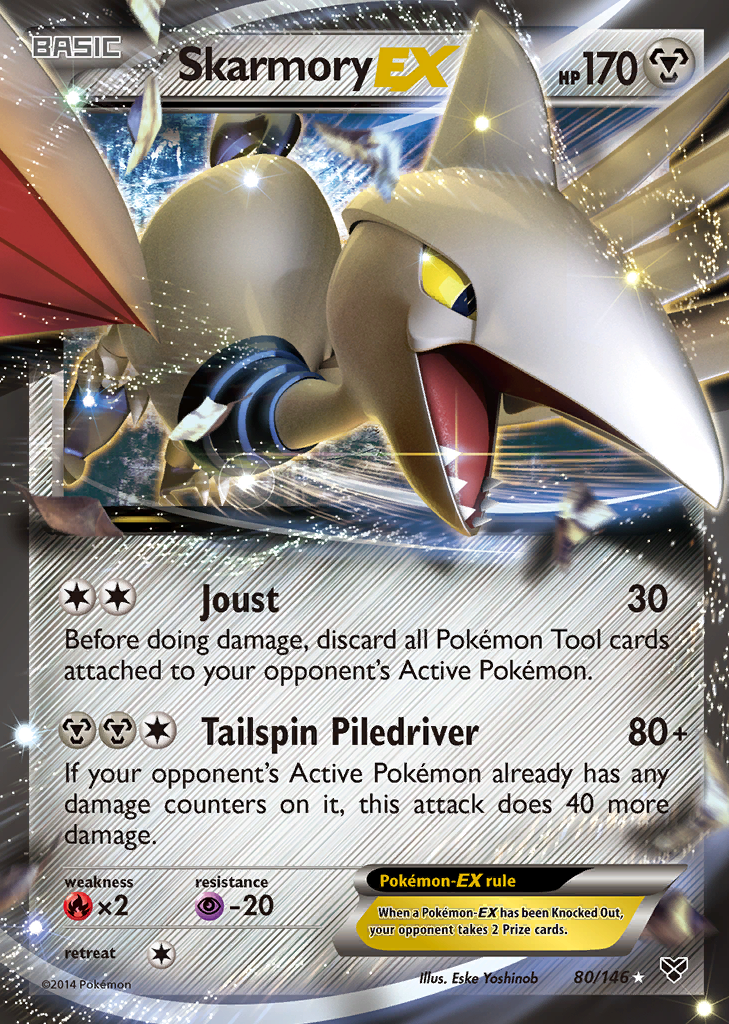 BASIC
Skarmory EX HP 170
Joust 30
Before doing damage, discard all Pokémon Tool cards
attached to your opponent's Active Pokémon.
Tailspin Piledriver 80+
If your opponent's Active Pokémon already has any
damage counters on it, this attack does 40 more
damage.
weakness
×2
resistance
-20
retreat
Pokémon-EX rule
When a Pokémon-EX has been Knocked Out,
your opponent takes 2 Prize cards.
©2014 Pokémon
Illus. Eske Yoshinob
80/146